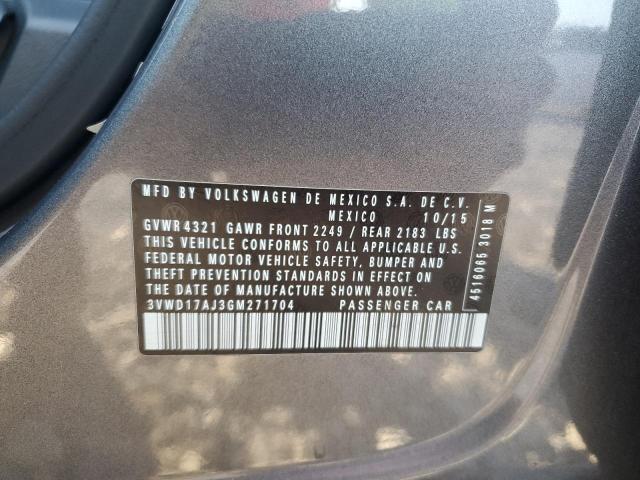 MFD BY VOLKSWAGEN DE MEXICO S.A. DE C.V.
MEXICO 10/15
GVWR 4321 GAWR FRONT 2249 / REAR 2183 LBS
THIS VEHICLE CONFORMS TO ALL APPLICABLE U.S.
FEDERAL MOTOR VEHICLE SAFETY, BUMPER AND
THEFT PREVENTION STANDARDS IN EFFECT ON THE
DATE OF MANUFACTURE SHOWN ABOVE.
3VWD17AJ3GM271704 PASSENGER CAR
4519065 3018 M